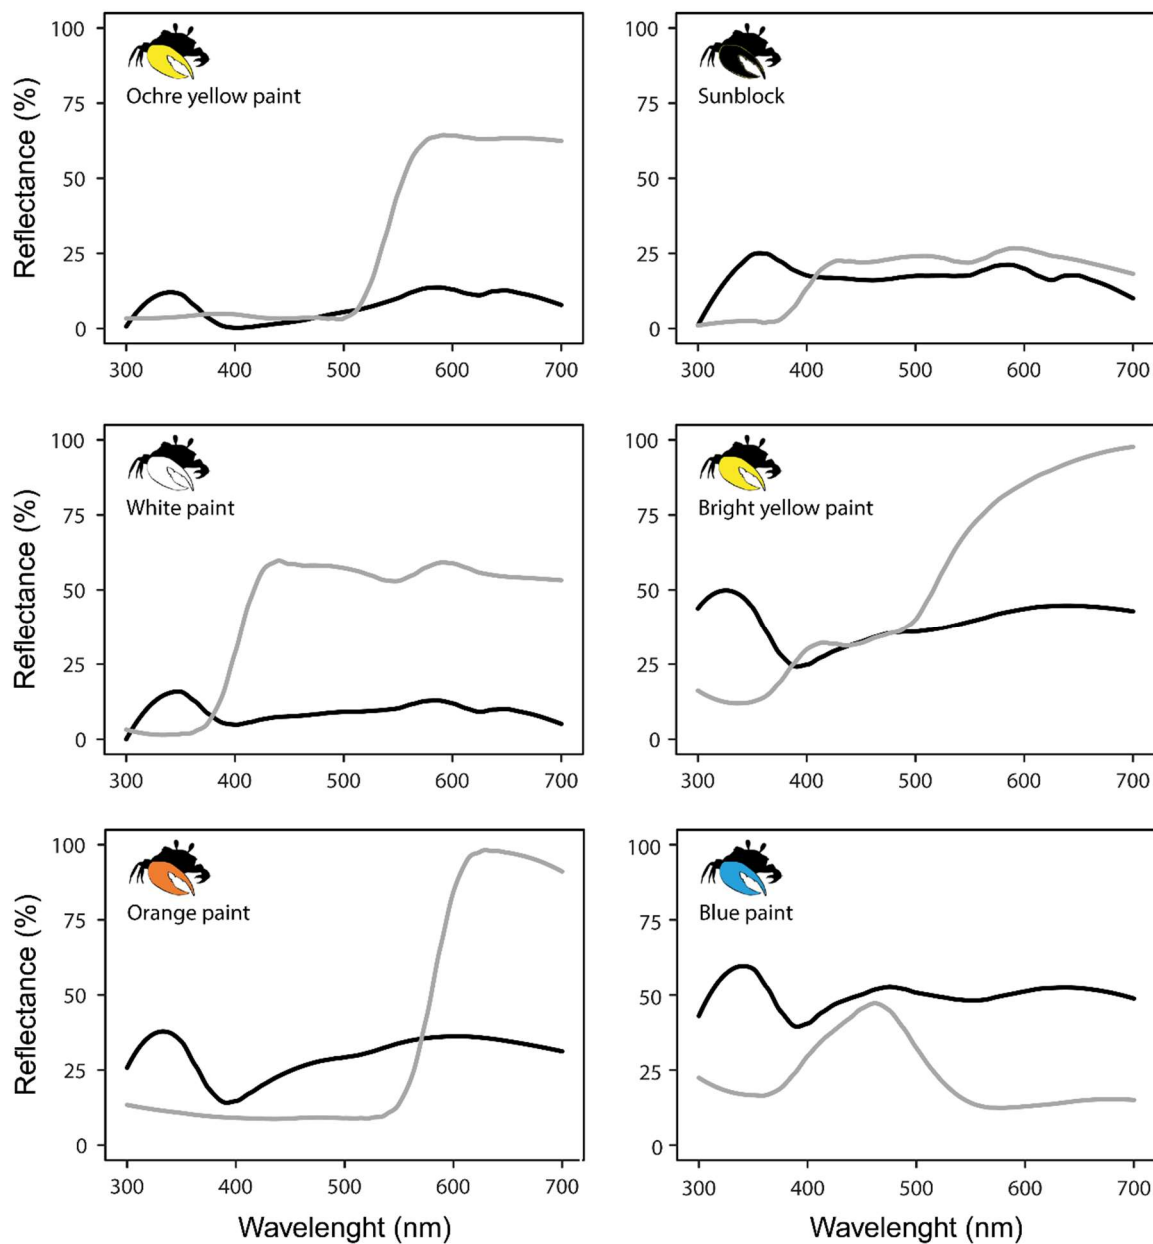 Ochre yellow paint
Reflectance (%)
100
75
50
25
0
300 400 500 600 700
Sunblock
100
75
50
25
0
300 400 500 600 700
White paint
Reflectance (%)
100
75
50
25
0
300 400 500 600 700
Bright yellow paint
100
75
50
25
0
300 400 500 600 700
Orange paint
Reflectance (%)
100
75
50
25
0
300 400 500 600 700
Wavelenght (nm)
Blue paint
100
75
50
25
0
300 400 500 600 700
Wavelenght (nm)